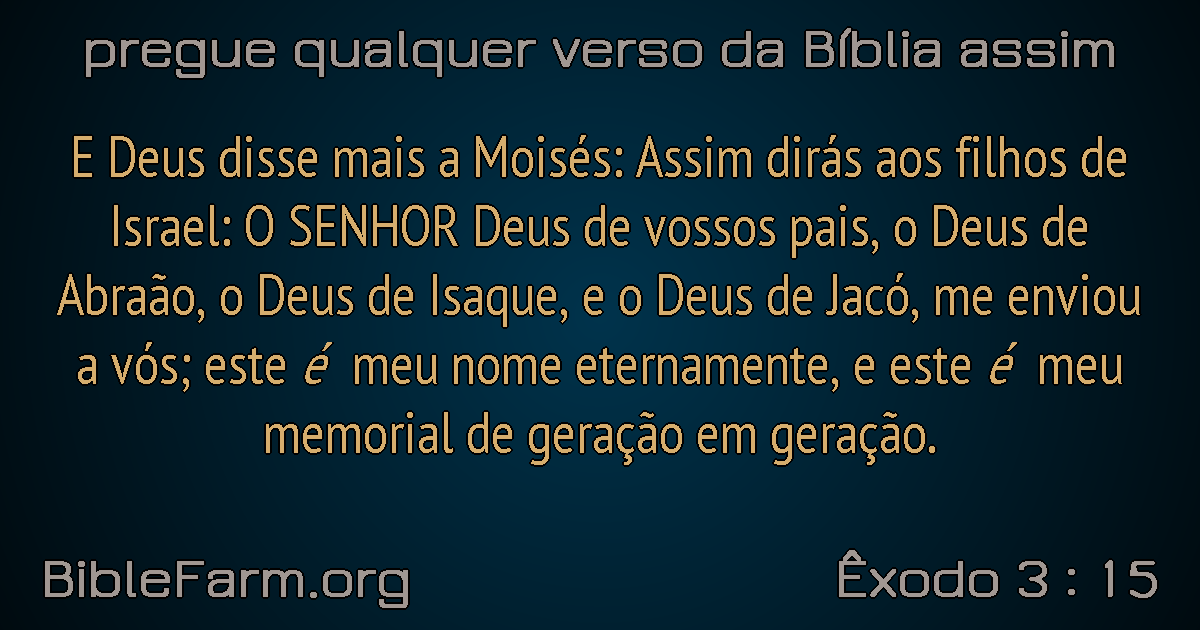 pregue qualquer verso da Bíblia assim
E Deus disse mais a Moisés: Assim dirás aos filhos de
Israel: O SENHOR Deus de vossos pais, o Deus de
Abraão, o Deus de Isaque, e o Deus de Jacó, me enviou
a vós; este é meu nome eternamente, e este é meu
memorial de geração em geração.
BibleFarm.org
Êxodo 3 : 15